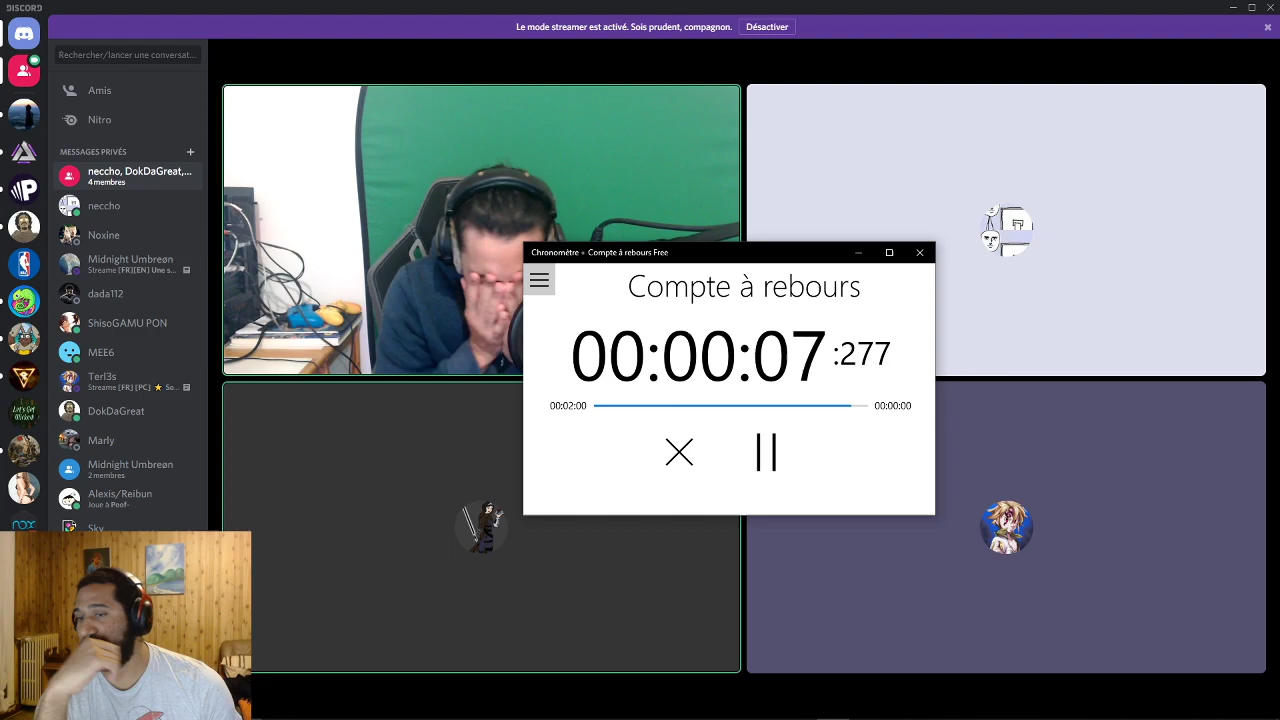 DISCORD
Le mode streamer est activé. Sois prudent, compagnon.
Désactiver
Rechercher/lancer une conversat...
Amis
Nitro
MESSAGES PRIVÉS
neccho, DokDaGreat,...
4 membres
neccho
Noxine
Midnight Umbreøn
Streame [FR][EN] Une s...
dada112
ShisoGAMU PON
MEE6
Terl3s
Streame [FR] [PC] ⭐ So...
DokDaGreat
Marly
Midnight Umbreøn
2 membres
Alexis/Reibun
Joue à Poof-
Sky
Chronomètre + Compte à rebours Free
Compte à rebours
00:00:07:277
00:02:00
00:00:00